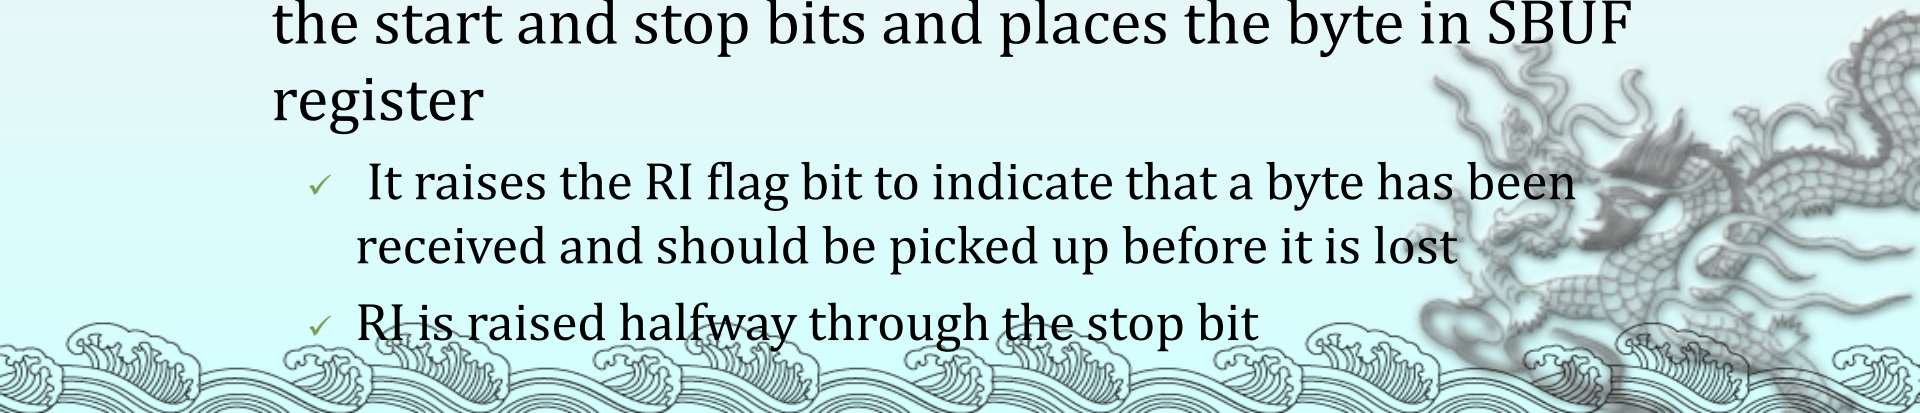 the start and stop bits and places the byte in SBUF
register
✓ It raises the RI flag bit to indicate that a byte has been
received and should be picked up before it is lost
✓ RI is raised halfway through the stop bit